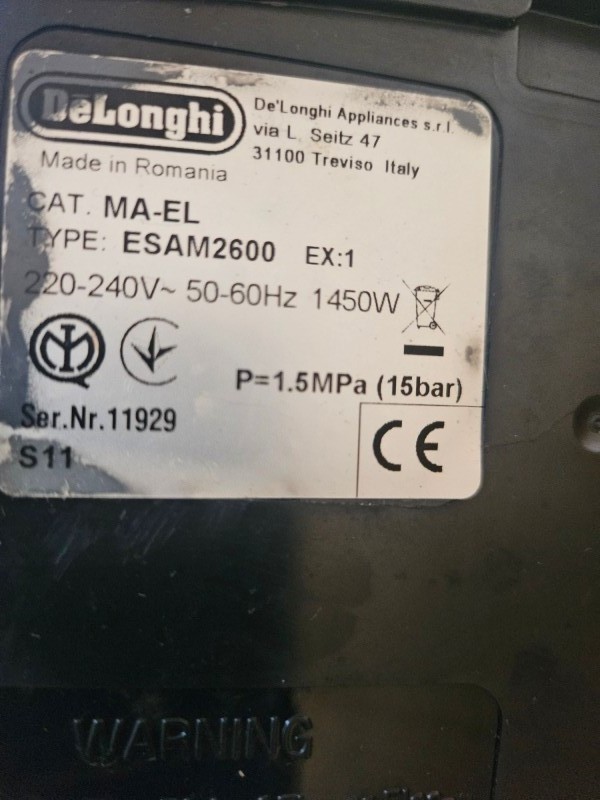 DeLonghi
De'Longhi Appliances s.r.l.
via L. Seitz 47
31100 Treviso Italy
Made in Romania
CAT. MA-EL
TYPE: ESAM2600 EX:1
220-240V~ 50-60Hz 1450W
P=1.5MPa (15bar)
Ser.Nr.11929
S11
CE
WARNING